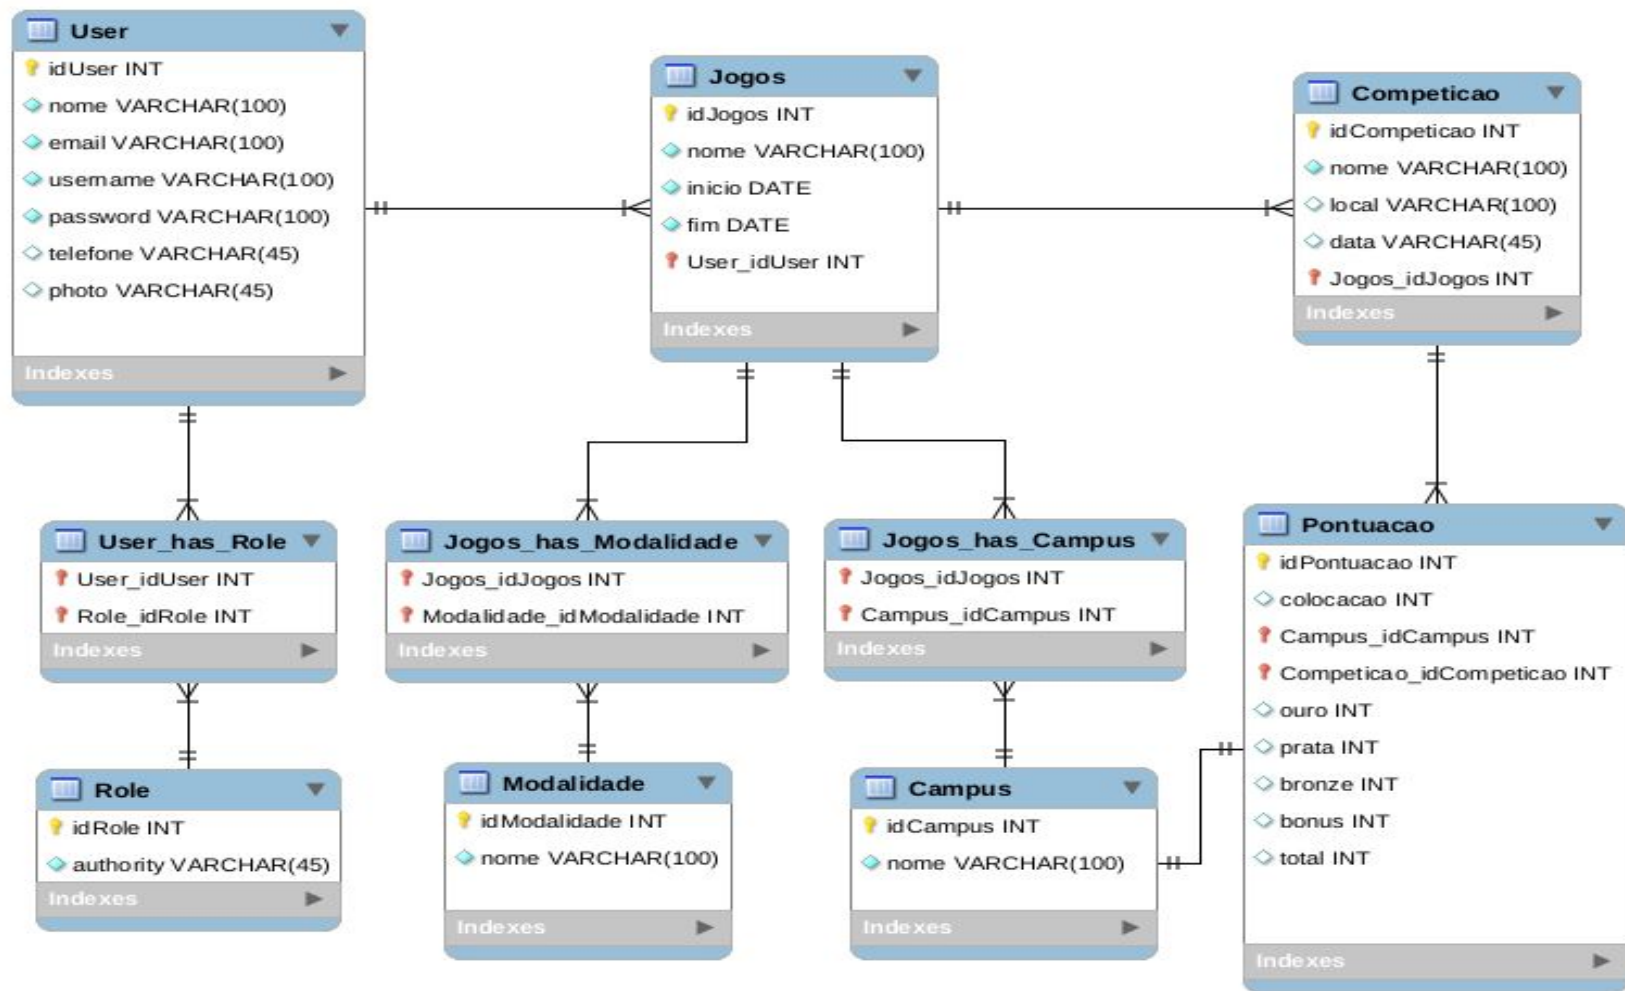 User
idUser INT
nome VARCHAR(100)
email VARCHAR(100)
username VARCHAR(100)
password VARCHAR(100)
telefone VARCHAR(45)
photo VARCHAR(45)
Indexes
Jogos
idJogos INT
nome VARCHAR(100)
inicio DATE
fim DATE
User_idUser INT
Indexes
Competicao
idCompeticao INT
nome VARCHAR(100)
local VARCHAR(100)
data VARCHAR(45)
Jogos_idJogos INT
Indexes
User_has_Role
User_idUser INT
Role_idRole INT
Indexes
Jogos_has_Modalidade
Jogos_idJogos INT
Modalidade_idModalidade INT
Indexes
Jogos_has_Campus
Jogos_idJogos INT
Campus_idCampus INT
Indexes
Pontuacao
idPontuacao INT
colocacao INT
Campus_idCampus INT
Competicao_idCompeticao INT
ouro INT
prata INT
bronze INT
bonus INT
total INT
Indexes
Role
idRole INT
authority VARCHAR(45)
Indexes
Modalidade
idModalidade INT
nome VARCHAR(100)
Indexes
Campus
idCampus INT
nome VARCHAR(100)
Indexes